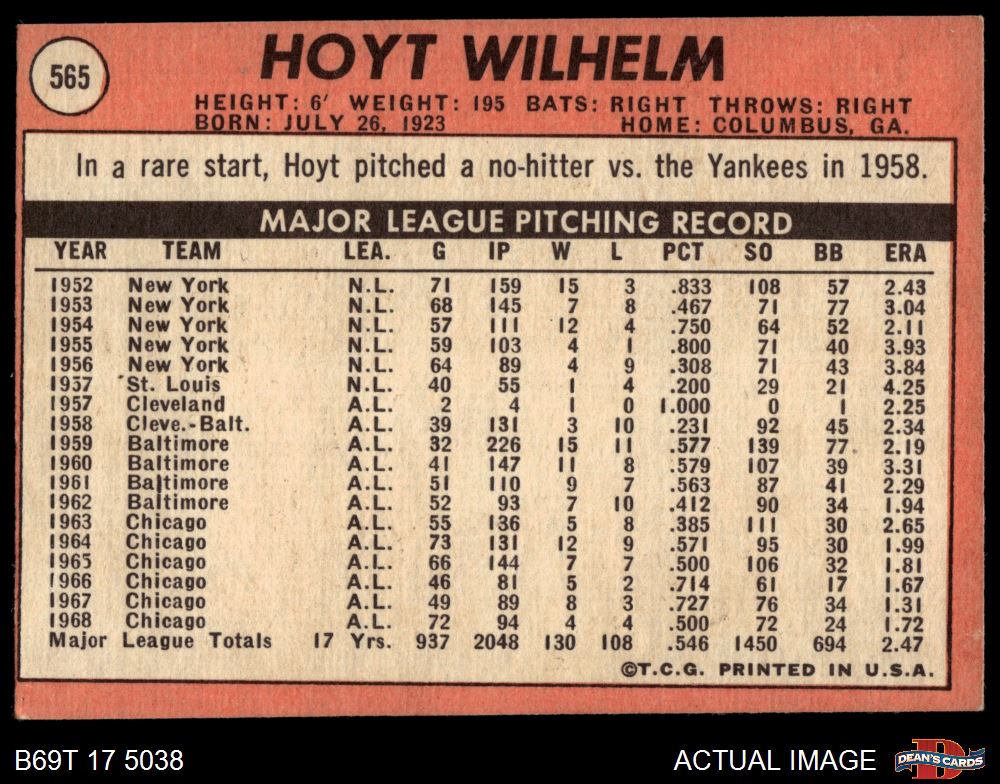 565
HOYT WILHELM
HEIGHT: 6' WEIGHT: 195 BATS: RIGHT THROWS: RIGHT
BORN: JULY 26, 1923 HOME: COLUMBUS, GA.
In a rare start, Hoyt pitched a no-hitter vs. the Yankees in 1958.
MAJOR LEAGUE PITCHING RECORD
YEAR TEAM LEA. G IP W L PCT SO BB ERA
1952 New York N.L. 71 159 15 3 .833 108 57 2.43
1953 New York N.L. 68 145 7 8 .467 71 77 3.04
1954 New York N.L. 57 111 12 4 .750 64 52 2.11
1955 New York N.L. 59 103 4 1 .800 71 40 3.93
1956 New York N.L. 64 89 4 9 .308 71 43 3.84
1957 St. Louis N.L. 40 55 1 4 .200 29 21 4.25
1957 Cleveland A.L. 2 4 1 0 1.000 0 1 2.25
1958 Cleve.-Balt. A.L. 39 131 3 10 .231 92 45 2.34
1959 Baltimore A.L. 32 226 15 11 .577 139 77 2.19
1960 Baltimore A.L. 41 147 11 8 .579 107 39 3.31
1961 Baltimore A.L. 51 110 9 7 .563 87 41 2.29
1962 Baltimore A.L. 52 93 7 10 .412 90 34 1.94
1963 Chicago A.L. 55 136 5 8 .385 111 30 2.65
1964 Chicago A.L. 73 131 12 9 .571 95 30 1.99
1965 Chicago A.L. 66 144 7 7 .500 106 32 1.81
1966 Chicago A.L. 46 81 5 2 .714 61 17 1.67
1967 Chicago A.L. 49 89 8 3 .727 76 34 1.31
1968 Chicago A.L. 72 94 4 4 .500 72 24 1.72
Major League Totals 17 Yrs. 937 2048 130 108 .546 1450 694 2.47
©T.C.G. PRINTED IN U.S.A.
B69T 17 5038 ACTUAL IMAGE DEAN'S CARDS